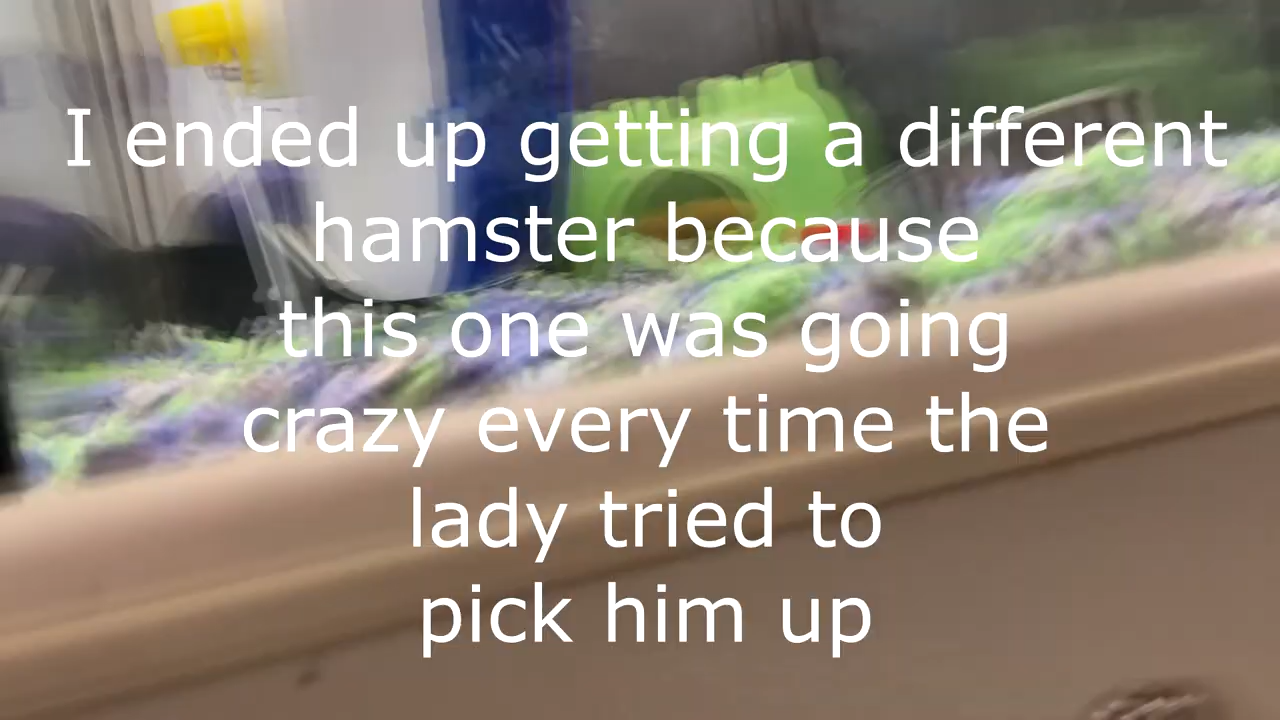 I ended up getting a different
hamster because
this one was going
crazy every time the
lady tried to
pick him up